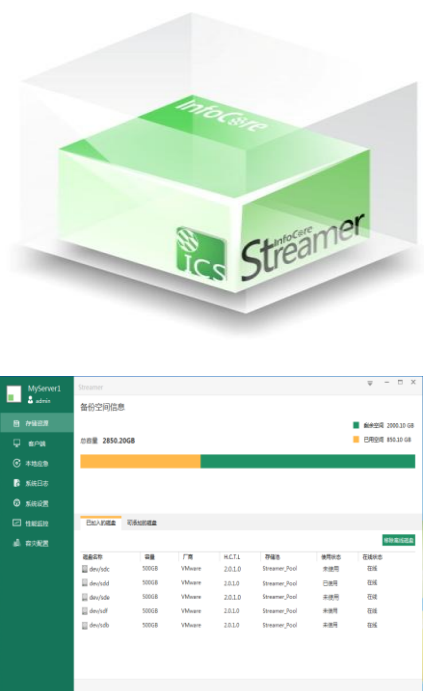 InfoCore
ICS
InfoCore
Streamer
MyServer1
admin
Streamer
备份空间信息
剩余空间 2000.10 GB
总容量 2850.20GB
已用空间 850.10 GB
存储资源
客户端
本地应急
系统日志
系统设置
性能监控
容灾配置
已加入的磁盘 可添加的磁盘
移除离线磁盘
磁盘名称 容量 厂商 H.C.T.L 存储池 使用状态 在线状态
dev/sdc 500GB VMware 2.0.1.0 Streamer_Pool 未使用 在线
dev/sdd 500GB VMware 2.0.1.0 Streamer_Pool 已使用 在线
dev/sde 500GB VMware 2.0.1.0 Streamer_Pool 未使用 在线
dev/sdf 500GB VMware 2.0.1.0 Streamer_Pool 未使用 在线
dev/sdb 500GB VMware 2.0.1.0 Streamer_Pool 未使用 在线